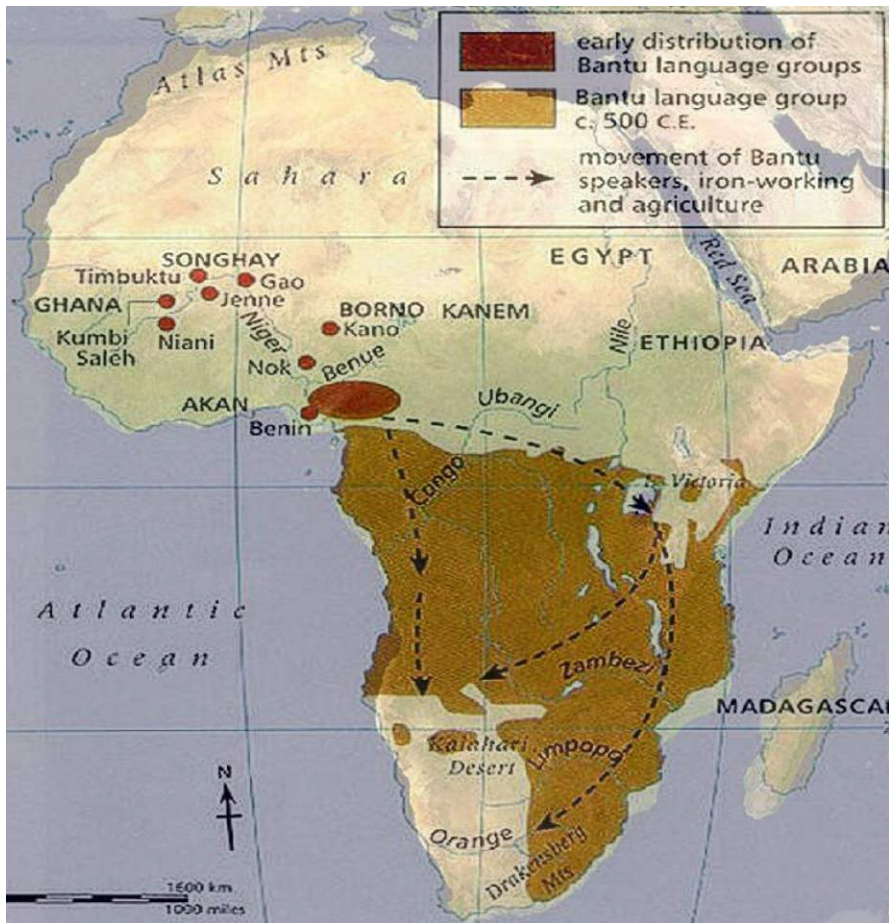 early distribution of
Bantu language groups
Bantu language group
c. 500 C.E.
movement of Bantu
speakers, iron-working
and agriculture
Atlas Mts
Sahara
EGYPT
Red Sea
ARABIA
SONGHAY
Timbuktu
Gao
GHANA
Jenne
BORNO KANEM
Kumbi
Saleh
Niani
Niger
Kano
Nile
ETHIOPIA
Nok
Benue
AKAN
Ubangi
Benin
Congo
L. Victoria
Indian
Ocean
Atlantic
Ocean
Zambezi
MADAGASCAR
Kalahari
Desert
Limpopo
N
Orange
Drakensberg
Mts
1600 km.
1000 miles